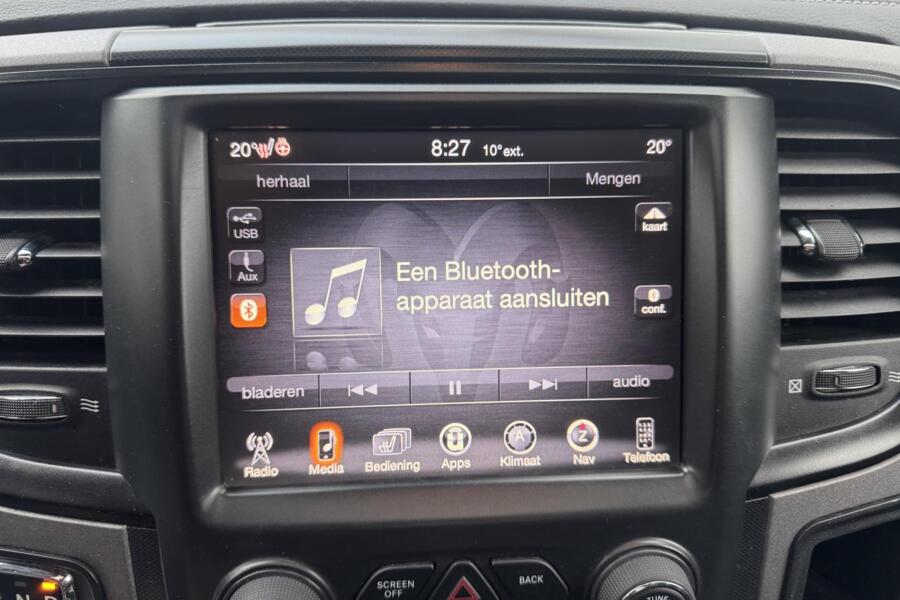 20° 8:27 10°ext. 20°
herhaal Mengen
USB
kaart
Aux
Een Bluetooth-
apparaat aansluiten
conf.
bladeren audio
Radio Media Bediening Apps Klimaat Nav Telefoon
A Z
SCREEN
OFF
BACK
TUNE
N D